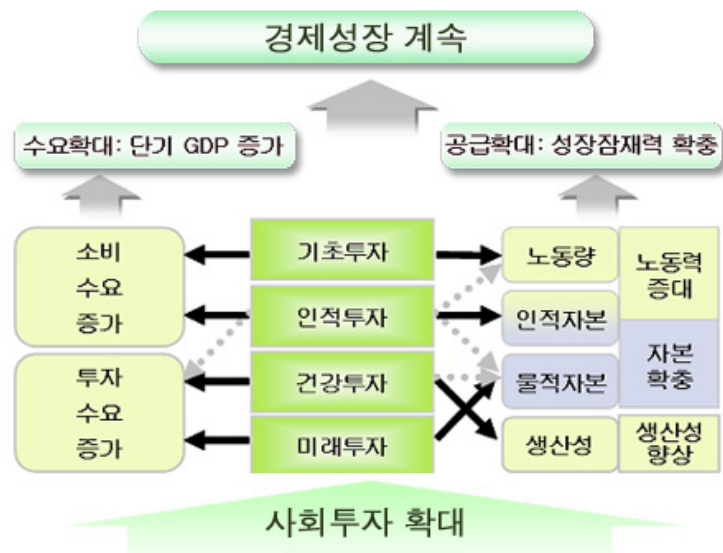 경제성장 계속
수요확대: 단기 GDP 증가
공급확대: 성장잠재력 확충
소비
수요
증가
투자
수요
증가
기초투자
인적투자
건강투자
미래투자
노동량
인적자본
물적자본
생산성
노동력
증대
자본
확충
생산성
향상
사회투자 확대